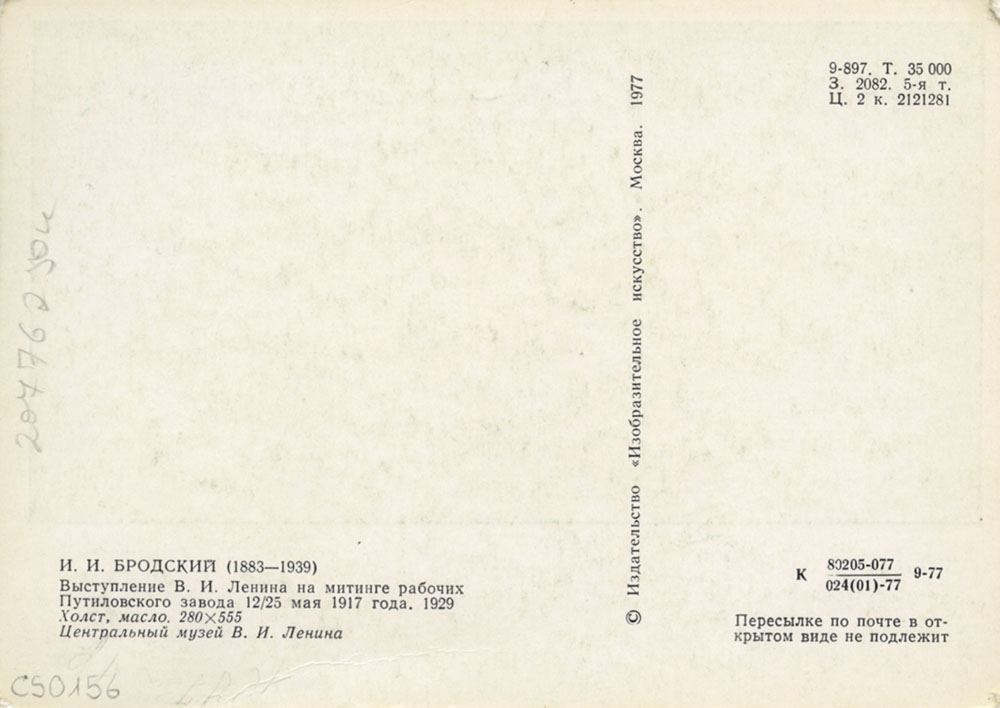 9-897. Т. 35 000
З. 2082. 5-я т.
Ц. 2 к. 2121281
© Издательство «Изобразительное искусство». Москва. 1977
И. И. БРОДСКИЙ (1883—1939)
Выступление В. И. Ленина на митинге рабочих
Путиловского завода 12/25 мая 1917 года. 1929
Холст, масло. 280×555
Центральный музей В. И. Ленина
К 80205-077
024(01)-77 9-77
Пересылке по почте в от-
крытом виде не подлежит
CSO156